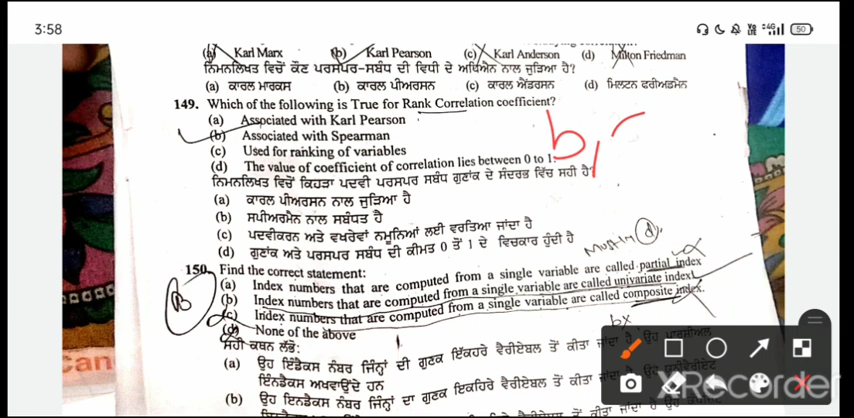 3:58
50
(a) Karl Marx (b) Karl Pearson (c) Karl Anderson (d) Milton Friedman
ਨਿਮਨਲਿਖਤ ਵਿਚੋਂ ਕੌਣ ਪਰਸਪਰ-ਸਬੰਧ ਦੀ ਵਿਧੀ ਦੇ ਅਧਿਐਨ ਨਾਲ ਜੁੜਿਆ ਹੈ?
(a) ਕਾਰਲ ਮਾਰਕਸ (b) ਕਾਰਲ ਪੀਅਰਸਨ (c) ਕਾਰਲ ਐਂਡਰਸਨ (d) ਮਿਲਟਨ ਫਰੀਅਡਮੈਨ
149. Which of the following is True for Rank Correlation coefficient?
(a) Associated with Karl Pearson
(b) Associated with Spearman
(c) Used for ranking of variables
(d) The value of coefficient of correlation lies between 0 to 1.
b,c
ਨਿਮਨਲਿਖਤ ਵਿਚੋਂ ਕਿਹੜਾ ਪਦਵੀ ਪਰਸਪਰ ਸਬੰਧ ਗੁਣਾਂਕ ਦੇ ਸੰਦਰਭ ਵਿੱਚ ਸਹੀ ਹੈ?
(a) ਕਾਰਲ ਪੀਅਰਸਨ ਨਾਲ ਜੁੜਿਆ ਹੈ
(b) ਸਪੀਅਰਮੈਨ ਨਾਲ ਸਬੰਧਤ ਹੈ
(c) ਪਦਵੀਕਰਨ ਅਤੇ ਵਖਰੇਵਾਂ ਨਮੂਨਿਆਂ ਲਈ ਵਰਤਿਆ ਜਾਂਦਾ ਹੈ
(d) ਗੁਣਾਂਕ ਅਤੇ ਪਰਸਪਰ ਸਬੰਧ ਦੀ ਕੀਮਤ 0 ਤੋਂ 1 ਦੇ ਵਿਚਕਾਰ ਹੁੰਦੀ ਹੈ
Mostly (d)
150. Find the correct statement:
(a) Index numbers that are computed from a single variable are called partial index
(b) Index numbers that are computed from a single variable are called univariate index
(c) Index numbers that are computed from a single variable are called composite index.
(d) None of the above
B
ਸਹੀ ਕਥਨ ਲੱਭੋ:
(a) ਉਹ ਇੰਡੈਕਸ ਨੰਬਰ ਜਿੰਨ੍ਹਾਂ ਦੀ ਗੁਣਕ ਇੱਕਹਰੇ ਵੈਰੀਏਬਲ ਤੋਂ ਕੀਤਾ ਜਾਂਦਾ ਹੈ ਉਹ
ਇੰਨਡੈਕਸ ਅਖਵਾਉਂਦੇ ਹਨ
(b) ਉਹ ਇਨਡੈਕਸ ਨੰਬਰ ਜਿੰਨ੍ਹਾਂ ਦਾ ਗੁਣਕ ਇਕਹਿਰੇ ਵੈਰੀਏਬਲ ਤੋਂ ਕੀਤਾ
XRecorder